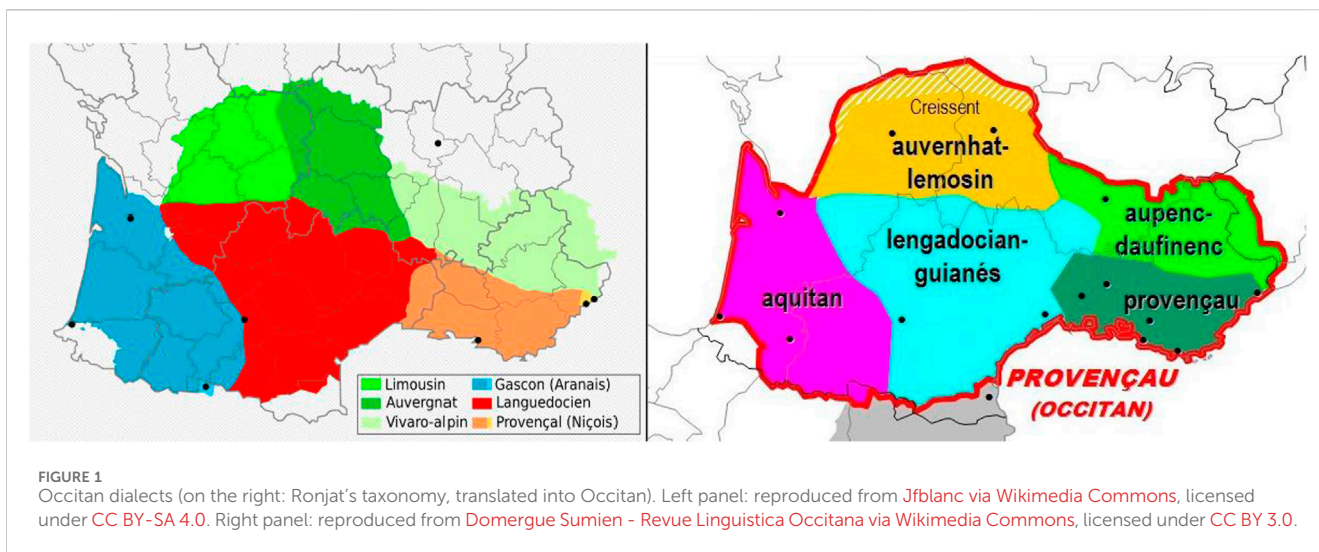 Limousin
Auvergnat
Vivaro-alpin
Gascon (Aranais)
Languedocien
Provençal (Niçois)
Creissent
auvernhat-
lemosin
aupenc-
daufinenc
lengadocian-
guianés
aquitan
provençau
PROVENÇAU
(OCCITAN)
FIGURE 1
Occitan dialects (on the right: Ronjat's taxonomy, translated into Occitan). Left panel: reproduced from Jfblanc via Wikimedia Commons, licensed
under CC BY-SA 4.0. Right panel: reproduced from Domergue Sumien - Revue Linguistica Occitana via Wikimedia Commons, licensed under CC BY 3.0.